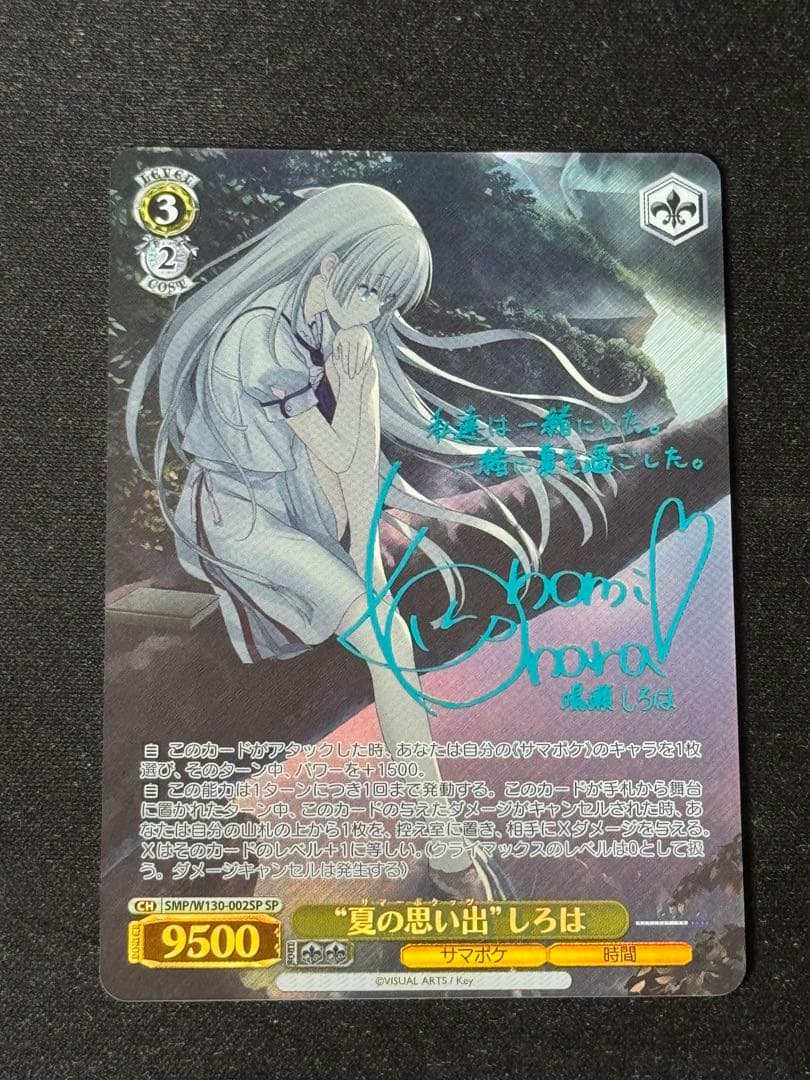 LEVEL
3
2
COST
私達は一緒にいた。
一緒に夏を過ごした。
Konomi
Kohara
鳴瀬しろは
自 このカードがアタックした時、あなたは自分の《サマポケ》のキャラを1枚
選び、そのターン中、パワーを+1500。
自 この能力は1ターンにつき1回まで発動する。このカードが手札から舞台
に置かれたターン中、このカードの与えたダメージがキャンセルされた時、あ
なたは自分の山札の上から1枚を、控え室に置き、相手にXダメージを与える。
Xはそのカードのレベル+1に等しい。(クライマックスのレベルは0として扱
う。ダメージキャンセルは発生する)
CH SMP/W130-002SP SP
サマーポケッツ
“夏の思い出”しろは
POWER
9500
SOUL
サマポケ
時間
©VISUAL ARTS / Key